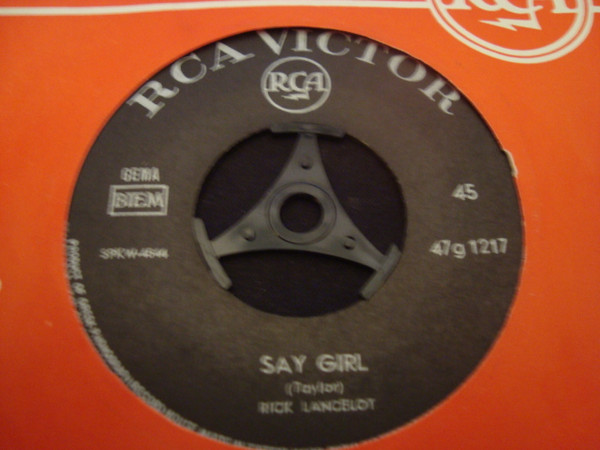 RCA
RCA VICTOR
RCA
GEMA
BIEM
45
SPKW-4844
47g 1217
SAY GIRL
(Taylor)
RICK LANCELOT